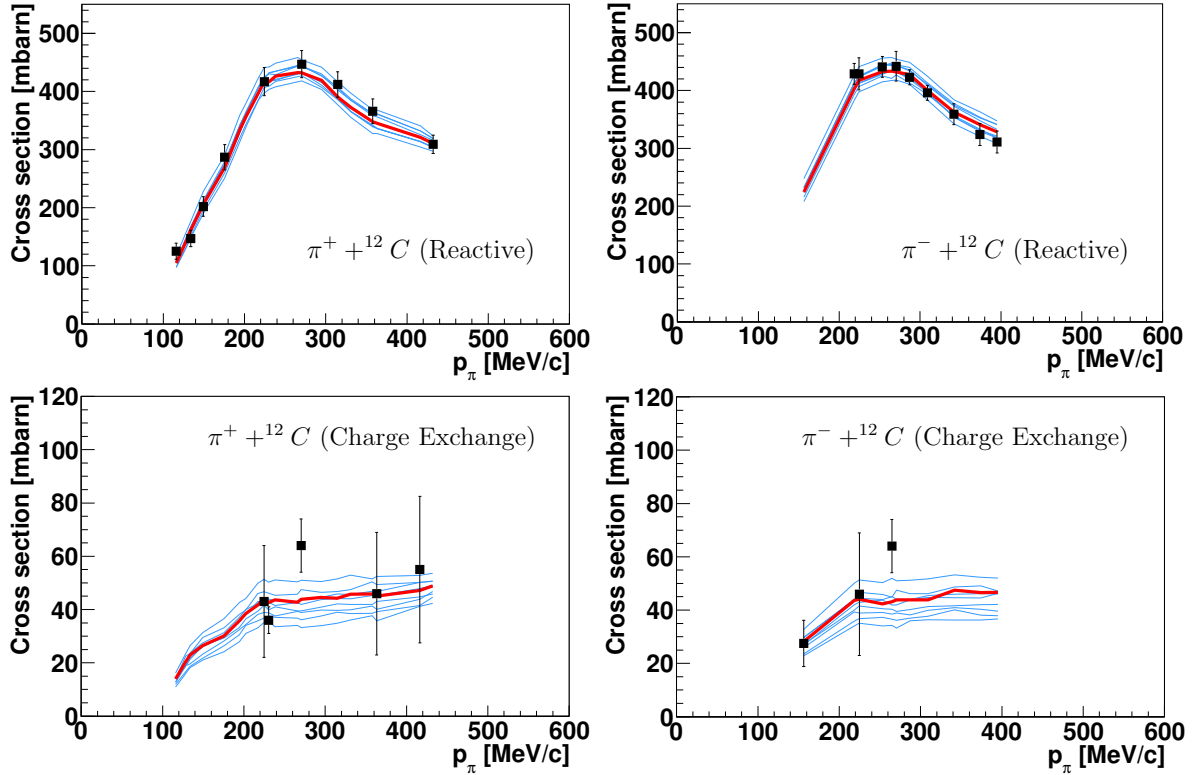 Cross section [mbarn]
500
400
300
200
100
0
π⁺ +¹² C (Reactive)
0 100 200 300 400 500 600
p_π [MeV/c]
Cross section [mbarn]
500
400
300
200
100
0
π⁻ +¹² C (Reactive)
0 100 200 300 400 500 600
p_π [MeV/c]
Cross section [mbarn]
120
100
80
60
40
20
0
π⁺ +¹² C (Charge Exchange)
0 100 200 300 400 500 600
p_π [MeV/c]
Cross section [mbarn]
120
100
80
60
40
20
0
π⁻ +¹² C (Charge Exchange)
0 100 200 300 400 500 600
p_π [MeV/c]